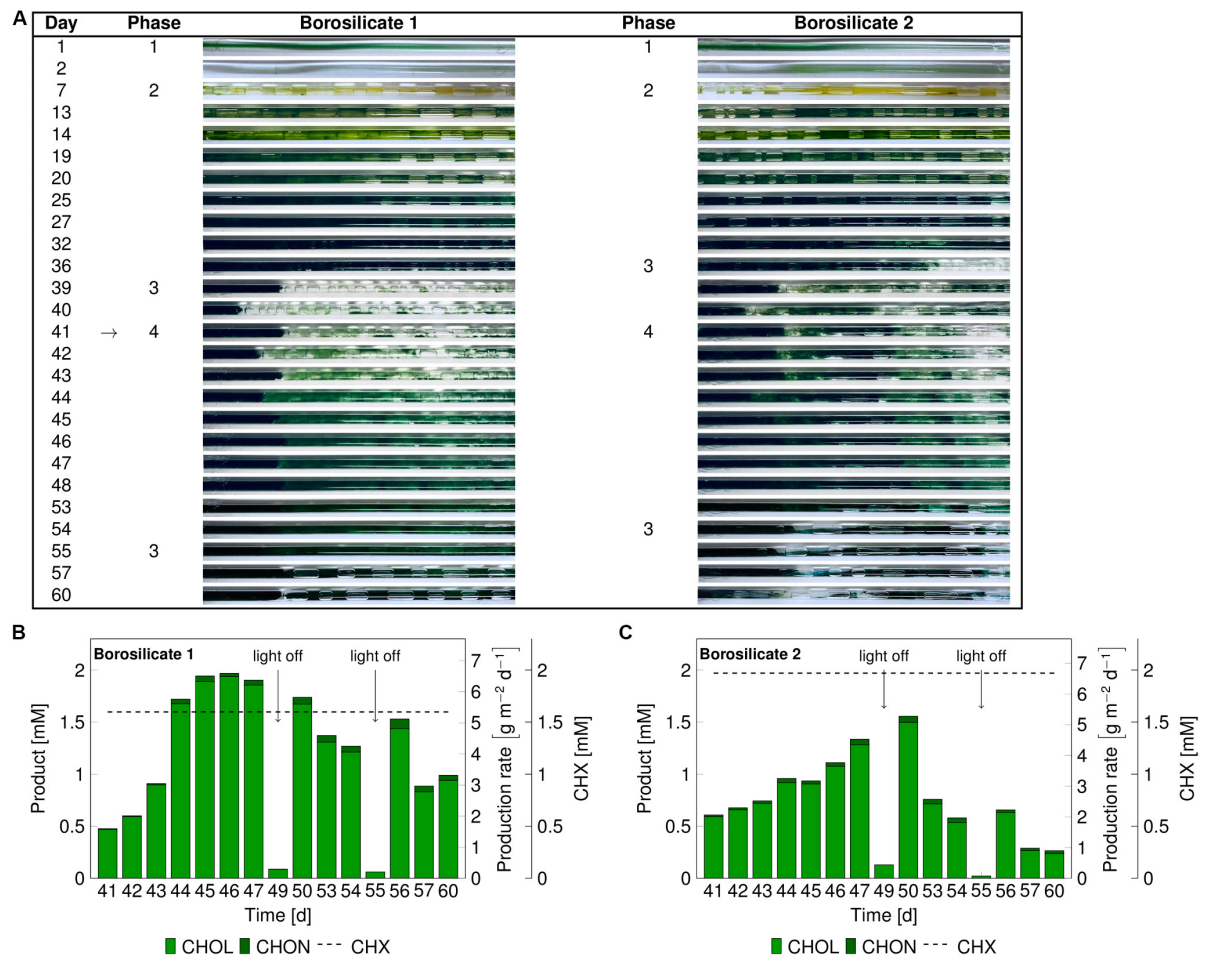 A
Day Phase Borosilicate 1 Phase Borosilicate 2
1 1 1
2
7 2 2
13
14
19
20
25
27
32
36 3
39 3
40
41 → 4 4
42
43
44
45
46
47
48
53
54 3
55 3
57
60
B
Borosilicate 1
light off light off
Product [mM]
0 0.5 1 1.5 2
Production rate [g m−2 d−1]
0 1 2 3 4 5 6 7
CHX [mM]
0 0.5 1 1.5 2
41 42 43 44 45 46 47 49 50 53 54 55 56 57 60
Time [d]
CHOL CHON --- CHX
C
Borosilicate 2
light off light off
Product [mM]
0 0.5 1 1.5 2
Production rate [g m−2 d−1]
0 1 2 3 4 5 6 7
CHX [mM]
0 0.5 1 1.5 2
41 42 43 44 45 46 47 49 50 53 54 55 56 57 60
Time [d]
CHOL CHON --- CHX